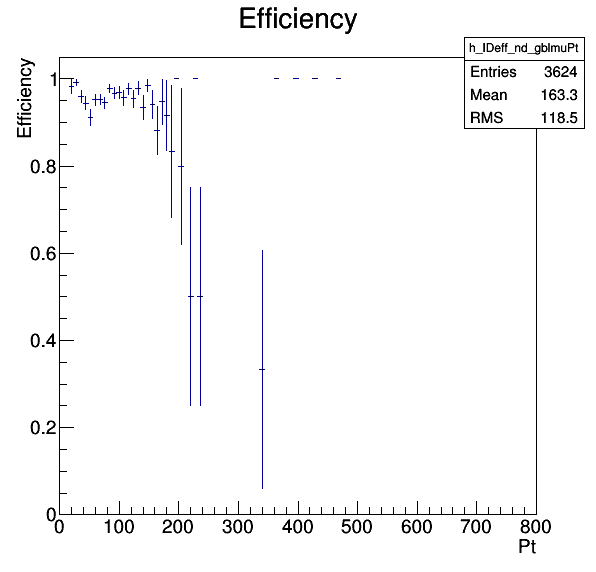 Efficiency
h_IDeff_nd_gblmuPt
Entries 3624
Mean 163.3
RMS 118.5
Efficiency
1
0.8
0.6
0.4
0.2
0
0 100 200 300 400 500 600 700 800
Pt